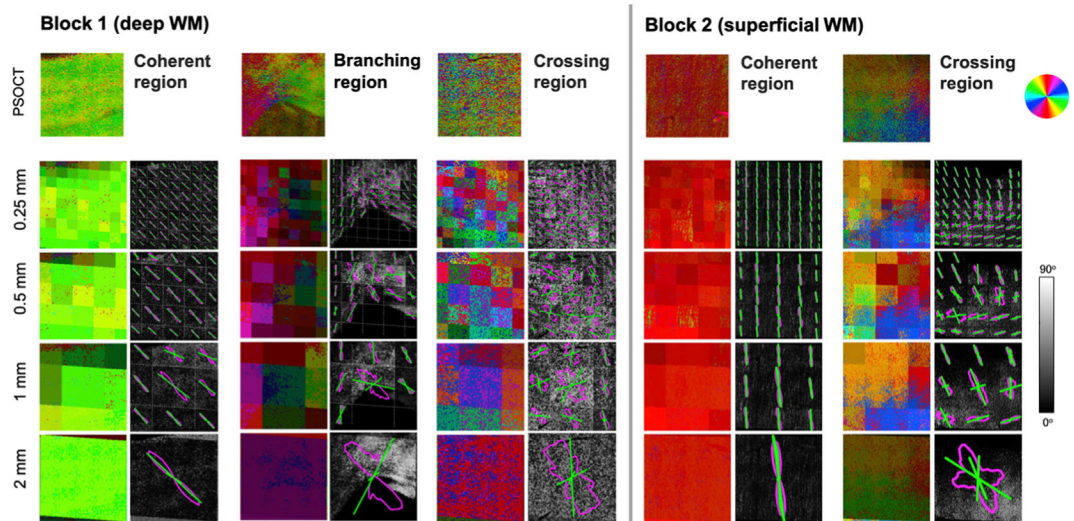 Block 1 (deep WM)
Block 2 (superficial WM)
PSOCT
Coherent
region
Branching
region
Crossing
region
Coherent
region
Crossing
region
0.25 mm
0.5 mm
1 mm
2 mm
90°
0°